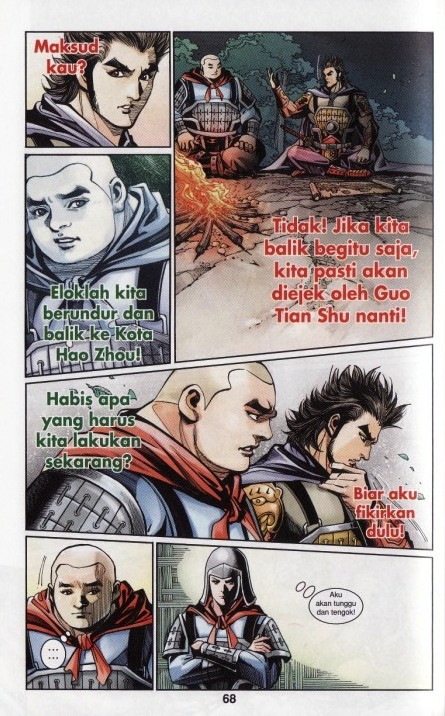 Maksud
kau?
Eloklah kita
berundur dan
balik ke Kota
Hao Zhou!
Tidak! Jika kita
balik begitu saja,
kita pasti akan
diejek oleh Guo
Tian Shu nanti!
Habis apa
yang harus
kita lakukan
sekarang?
Biar aku
fikirkan
dulu!
...
...
Aku
akan tunggu
dan tengok!
68